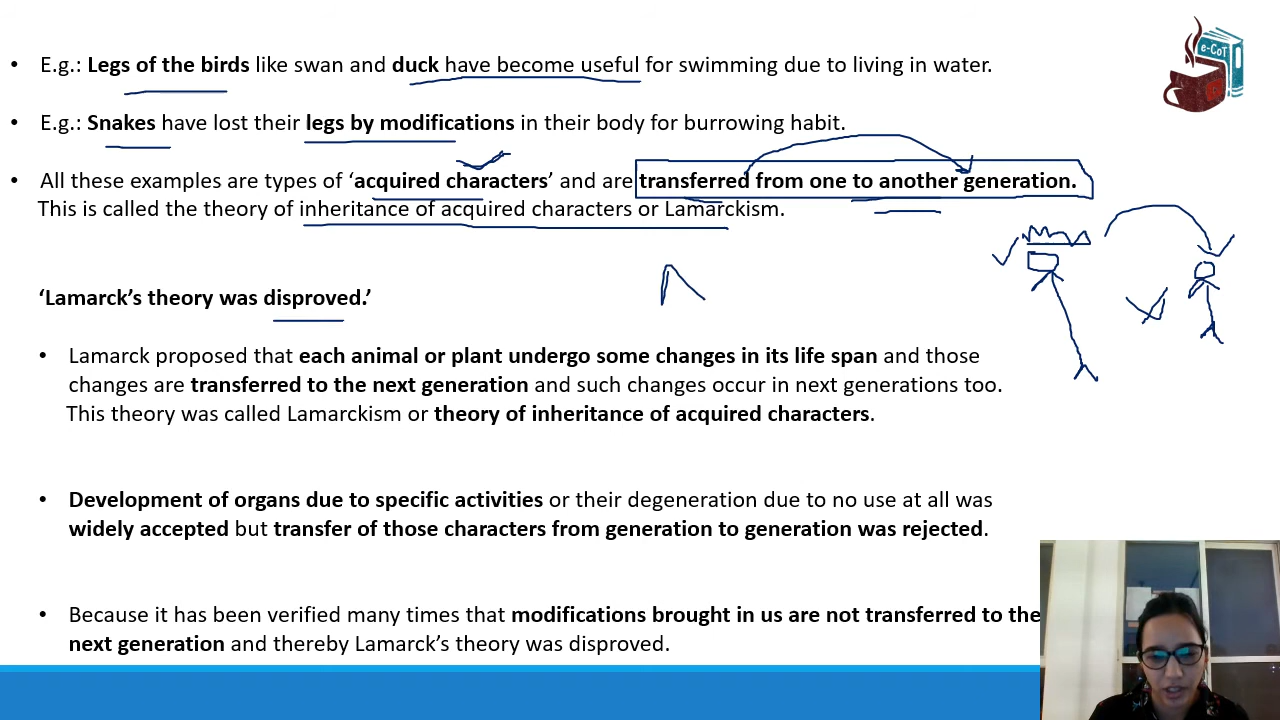 • E.g.: Legs of the birds like swan and duck have become useful for swimming due to living in water.
e-CoT
• E.g.: Snakes have lost their legs by modifications in their body for burrowing habit.
• All these examples are types of ‘acquired characters’ and are transferred from one to another generation.
This is called the theory of inheritance of acquired characters or Lamarckism.
‘Lamarck’s theory was disproved.’
• Lamarck proposed that each animal or plant undergo some changes in its life span and those
changes are transferred to the next generation and such changes occur in next generations too.
This theory was called Lamarckism or theory of inheritance of acquired characters.
• Development of organs due to specific activities or their degeneration due to no use at all was
widely accepted but transfer of those characters from generation to generation was rejected.
• Because it has been verified many times that modifications brought in us are not transferred to the
next generation and thereby Lamarck’s theory was disproved.